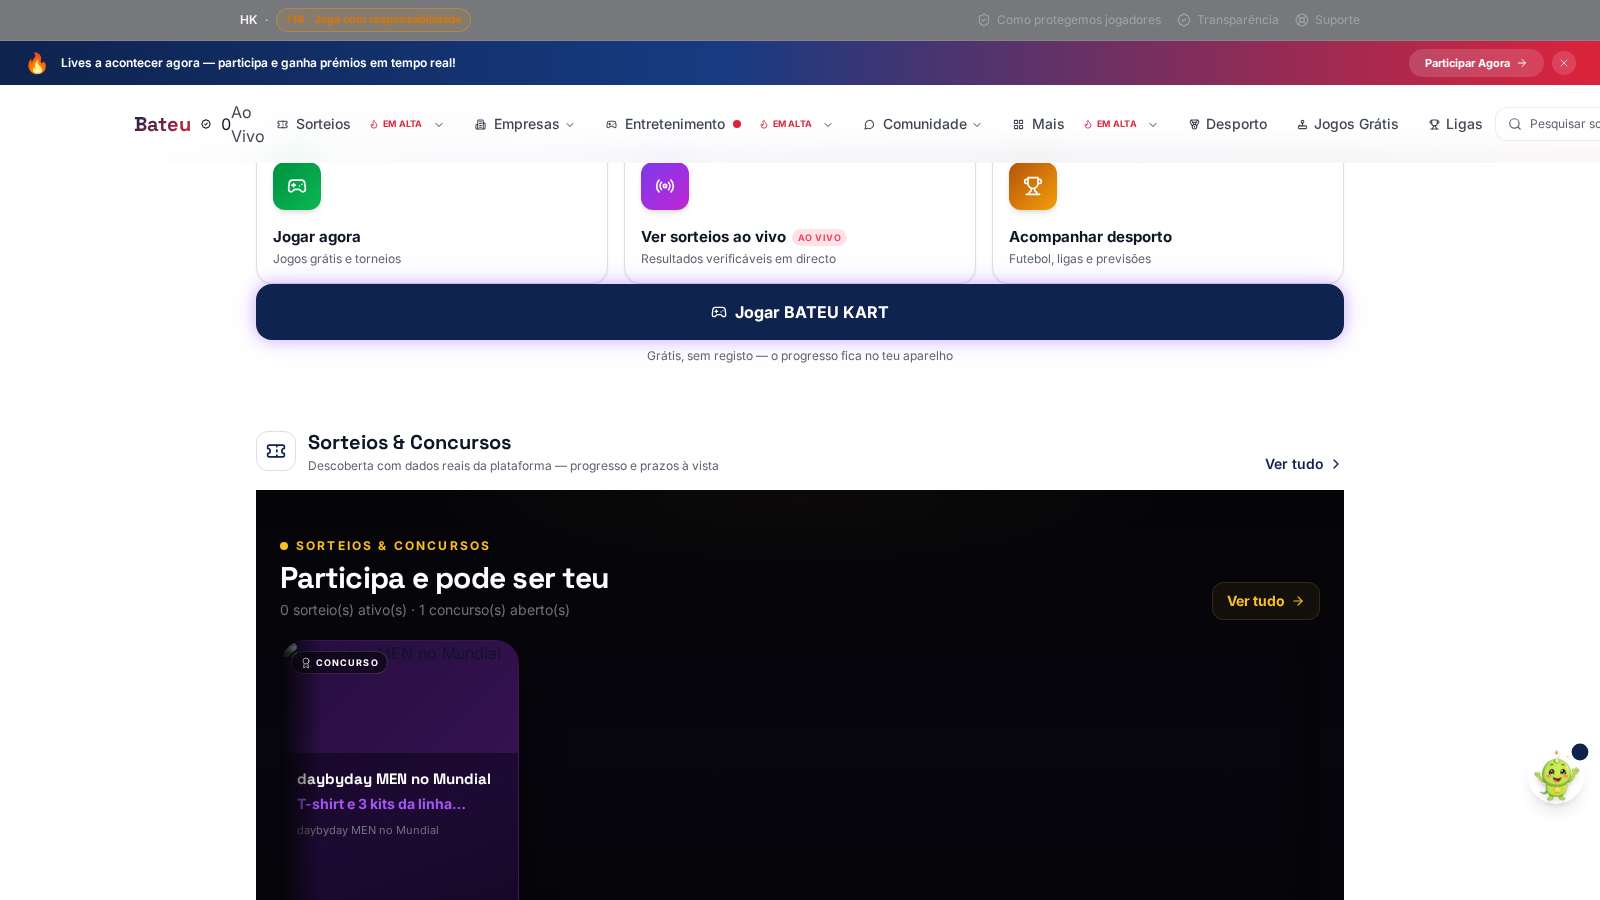 HK · +18 · Joga com responsabilidade
Como protegemos jogadores
Transparência
Suporte
Lives a acontecer agora — participa e ganha prémios em tempo real!
Participar Agora
Bateu
0
Ao Vivo
Sorteios
EM ALTA
Empresas
Entretenimento
EM ALTA
Comunidade
Mais
EM ALTA
Desporto
Jogos Grátis
Ligas
Pesquisar so
Jogar agora
Jogos grátis e torneios
Ver sorteios ao vivo
AO VIVO
Resultados verificáveis em directo
Acompanhar desporto
Futebol, ligas e previsões
Jogar BATEU KART
Grátis, sem registo — o progresso fica no teu aparelho
Sorteios & Concursos
Descoberta com dados reais da plataforma — progresso e prazos à vista
Ver tudo
SORTEIOS & CONCURSOS
Participa e pode ser teu
0 sorteio(s) ativo(s) · 1 concurso(s) aberto(s)
Ver tudo
MEN no Mundial
CONCURSO
daybyday MEN no Mundial
T-shirt e 3 kits da linha...
daybyday MEN no Mundial